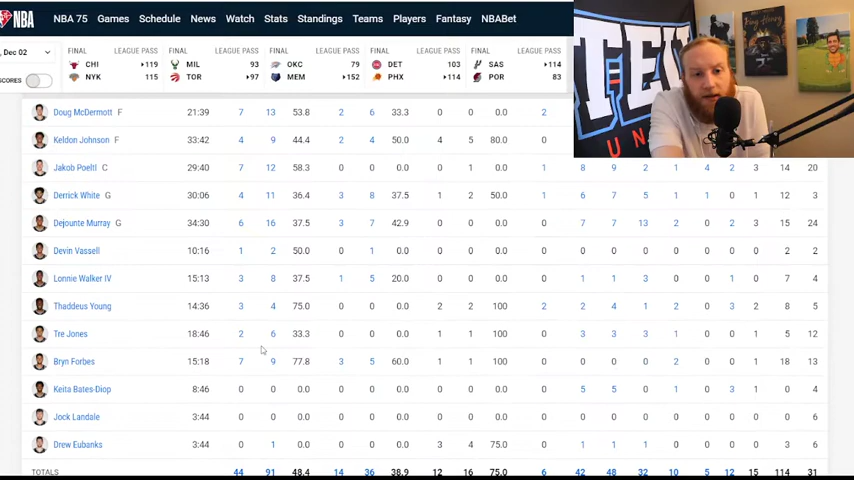 NBA 75 Games Schedule News Watch Stats Standings Teams Players Fantasy NBABet
Dec 02
SCORES
FINAL LEAGUE PASS
CHI 119
NYK 115
FINAL LEAGUE PASS
MIL 93
TOR 97
FINAL LEAGUE PASS
OKC 79
MEM 152
FINAL LEAGUE PASS
DET 103
PHX 114
FINAL LEAGUE PASS
SAS 114
POR 83
Doug McDermott F 21:39 7 13 53.8 2 6 33.3 0 0 0.0 2
Keldon Johnson F 33:42 4 9 44.4 2 4 50.0 4 5 80.0 0
Jakob Poeltl C 29:40 7 12 58.3 0 0 0.0 0 1 0.0 1 8 9 2 1 4 2 3 14 20
Derrick White G 30:06 4 11 36.4 3 8 37.5 1 2 50.0 1 6 7 5 1 1 0 1 12 3
Dejounte Murray G 34:30 6 16 37.5 3 7 42.9 0 0 0.0 0 7 7 13 2 0 2 3 15 24
Devin Vassell 10:16 1 2 50.0 0 1 0.0 0 0 0.0 0 0 0 0 0 0 0 0 2 2
Lonnie Walker IV 15:13 3 8 37.5 1 5 20.0 0 0 0.0 0 1 1 3 0 0 1 0 7 4
Thaddeus Young 14:36 3 4 75.0 0 0 0.0 2 2 100 2 2 4 1 2 0 3 2 8 5
Tre Jones 18:46 2 6 33.3 0 0 0.0 1 1 100 0 3 3 3 1 0 0 1 5 12
Bryn Forbes 15:18 7 9 77.8 3 5 60.0 1 1 100 0 0 0 0 2 0 0 1 18 13
Keita Bates-Diop 8:46 0 0 0.0 0 0 0.0 0 0 0.0 0 5 5 0 1 0 3 1 0 4
Jock Landale 3:44 0 0 0.0 0 0 0.0 0 0 0.0 0 0 0 0 0 0 0 0 0 6
Drew Eubanks 3:44 0 1 0.0 0 0 0.0 3 4 75.0 0 1 1 1 0 0 0 0 3 6
TOTALS 44 91 48.4 14 36 38.9 12 16 75.0 6 42 48 32 10 5 12 15 114 31